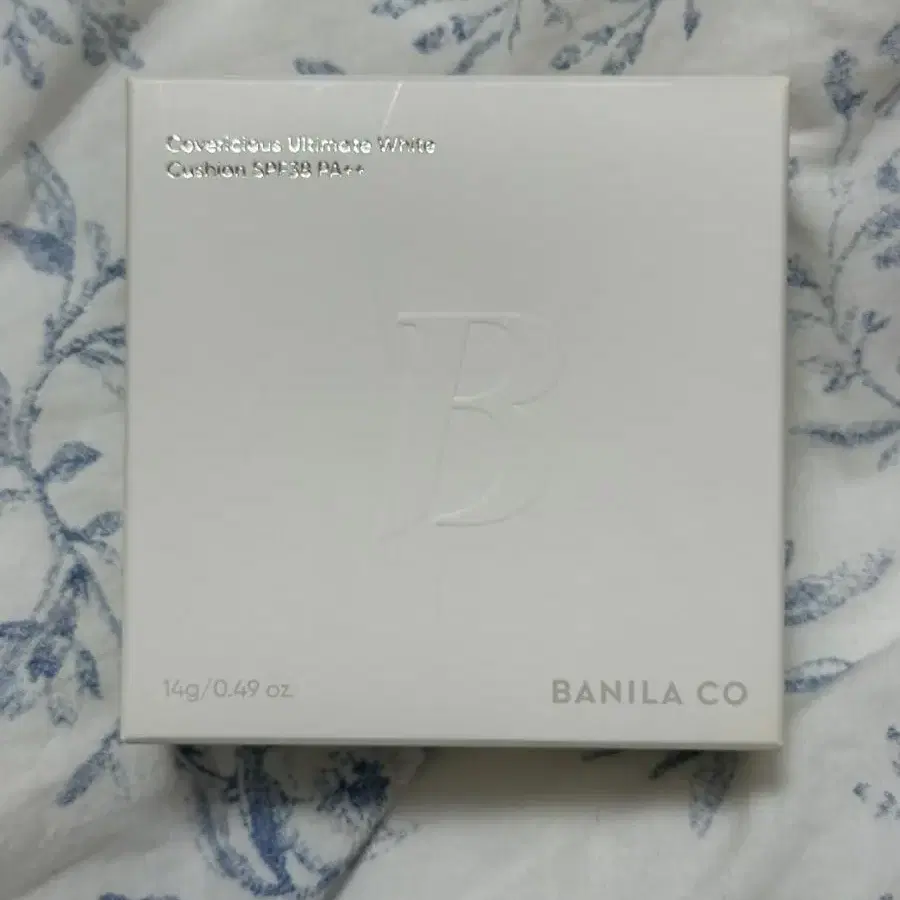 Covericious Ultimate White
Cushion SPF38 PA++
B
14g/0.49 oz.
BANILA CO